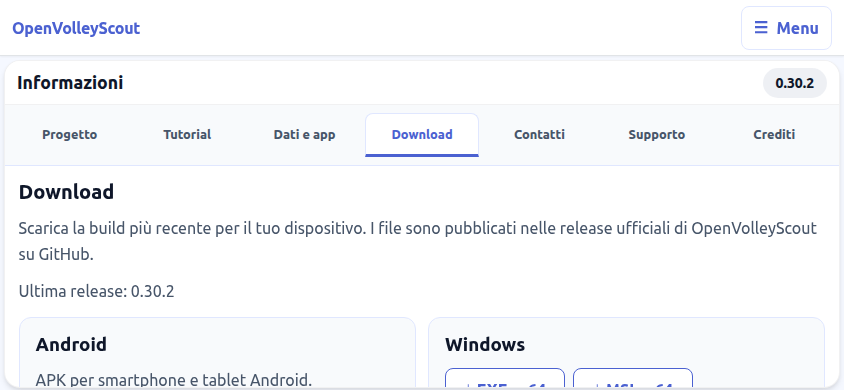 OpenVolleyScout
☰ Menu
Informazioni
0.30.2
Progetto
Tutorial
Dati e app
Download
Contatti
Supporto
Crediti
Download
Scarica la build più recente per il tuo dispositivo. I file sono pubblicati nelle release ufficiali di OpenVolleyScout
su GitHub.
Ultima release: 0.30.2
Android
Windows
APK per smartphone e tablet Android.